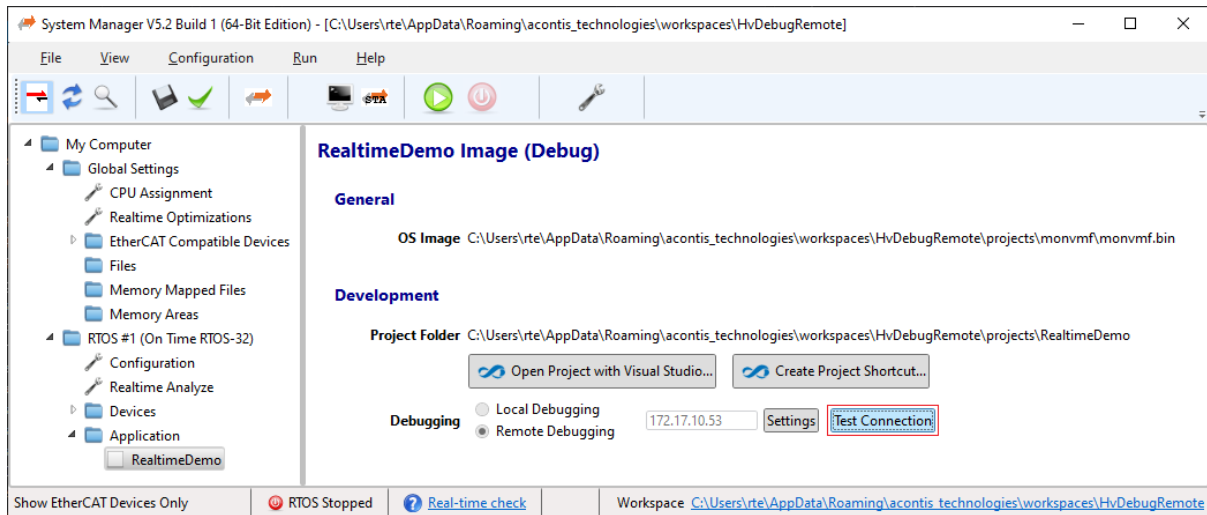 System Manager V5.2 Build 1 (64-Bit Edition) - [C:\Users\rte\AppData\Roaming\acontis_technologies\workspaces\HvDebugRemote]
File View Configuration Run Help
STA
My Computer
Global Settings
CPU Assignment
Realtime Optimizations
EtherCAT Compatible Devices
Files
Memory Mapped Files
Memory Areas
RTOS #1 (On Time RTOS-32)
Configuration
Realtime Analyze
Devices
Application
RealtimeDemo
RealtimeDemo Image (Debug)
General
OS Image C:\Users\rte\AppData\Roaming\acontis_technologies\workspaces\HvDebugRemote\projects\monvmf\monvmf.bin
Development
Project Folder C:\Users\rte\AppData\Roaming\acontis_technologies\workspaces\HvDebugRemote\projects\RealtimeDemo
Open Project with Visual Studio... Create Project Shortcut...
Debugging
Local Debugging
Remote Debugging
172.17.10.53 Settings Test Connection
Show EtherCAT Devices Only RTOS Stopped ? Real-time check Workspace C:\Users\rte\AppData\Roaming\acontis_technologies\workspaces\HvDebugRemote